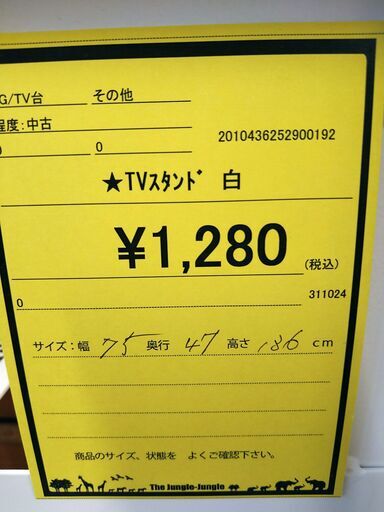 G/TV台 その他
程度:中古
0 0 2010436252900192
★TVｽﾀﾝﾄﾞ 白
¥1,280 (税込)
0 311024
サイズ:幅 75 奥行 47 高さ 186 cm
商品のサイズ、状態を よくご確認下さい。
The Jungle-Jungle